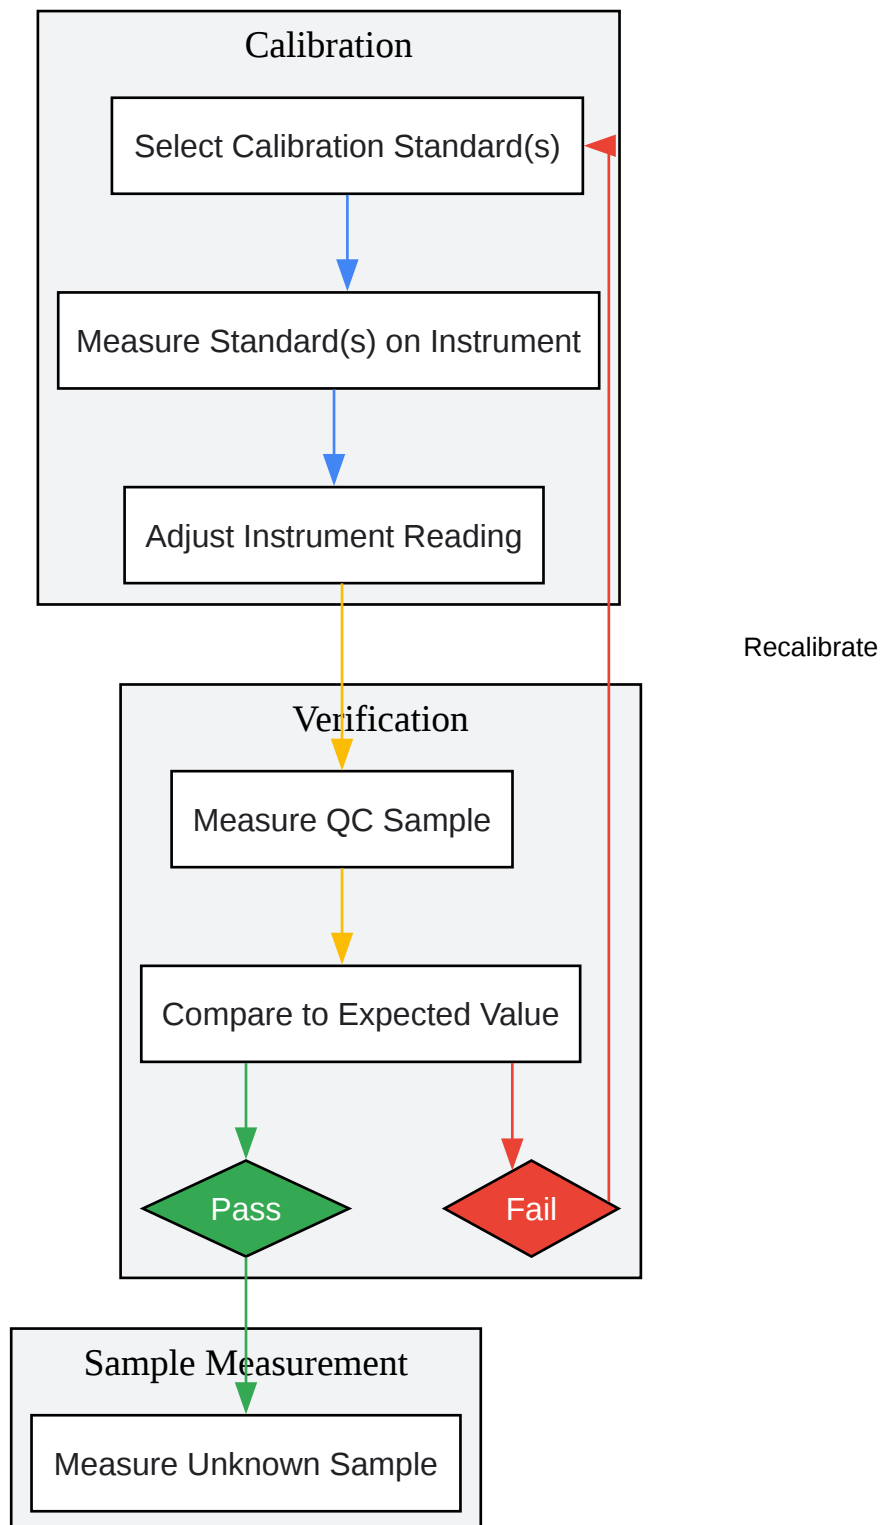 Calibration
Select Calibration Standard(s)
Measure Standard(s) on Instrument
Adjust Instrument Reading
Recalibrate
Verification
Measure QC Sample
Compare to Expected Value
Pass
Fail
Sample Measurement
Measure Unknown Sample